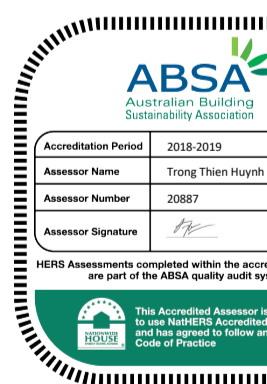 ABSA
Australian Building
Sustainability Association
Accreditation Period 2018-2019
Assessor Name Trong Thien Huynh
Assessor Number 20887
Assessor Signature
HERS Assessments completed within the accre
are part of the ABSA quality audit sy
This Accredited Assessor is
to use NatHERS Accredited
and has agreed to follow
Code of Practice
NATIONWIDE
HOUSE